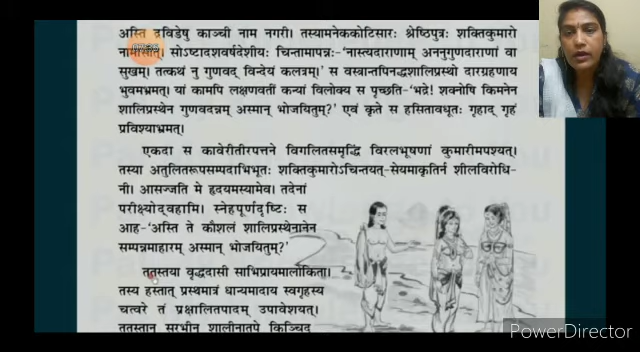 अस्ति द्रविडेषु काञ्ची नाम नगरी। तस्यामनेककोटिसारः श्रेष्ठिपुत्रः शक्तिकुमारो
नामासीत्। सोऽष्टादशवर्षदेशीयः चिन्तामापन्नः-'नास्त्यदाराणाम् अननुगुणदाराणां वा
सुखम्। तत्कथं नु गुणवद् विन्देयं कलत्रम्।' स वस्त्रान्तपिनद्धशालिप्रस्थो दारग्रहणाय
भुवमभ्रमत्। यां कामपि लक्षणवतीं कन्यां विलोक्य स पृच्छति-'भद्रे! शक्नोषि किमनेन
शालिप्रस्थेन गुणवदन्नम् अस्मान् भोजयितुम्?' एवं कृते स हसितावधूतः गृहाद् गृहं
प्रविश्याभ्रमत्।
एकदा स कावेरीतीरपत्तने विगलितसमृद्धिं विरलभूषणां कुमारीमपश्यत्।
तस्या अतुलितरूपसम्पदाभिभूतः शक्तिकुमारोऽचिन्तयत्-सेयमाकृतिर्न शीलविरोधि-
नी। आसज्जति मे हृदयमस्यामेव। तदेनां
परीक्ष्योद्वहामि। स्नेहपूर्णदृष्टिः स
आह-'अस्ति ते कौशलं शालिप्रस्थेनानेन
सम्पन्नमाहारम् अस्मान् भोजयितुम्?'
ततस्तया वृद्धदासी साभिप्रायमालोकिता।
तस्य हस्तात् प्रस्थमात्रं धान्यमादाय स्वगृहस्य
चत्वरे तं प्रक्षालितपादम् उपावेशयत्।
ततस्तान् सुरभीन् शालीनातपे किञ्चिद्
PowerDirector